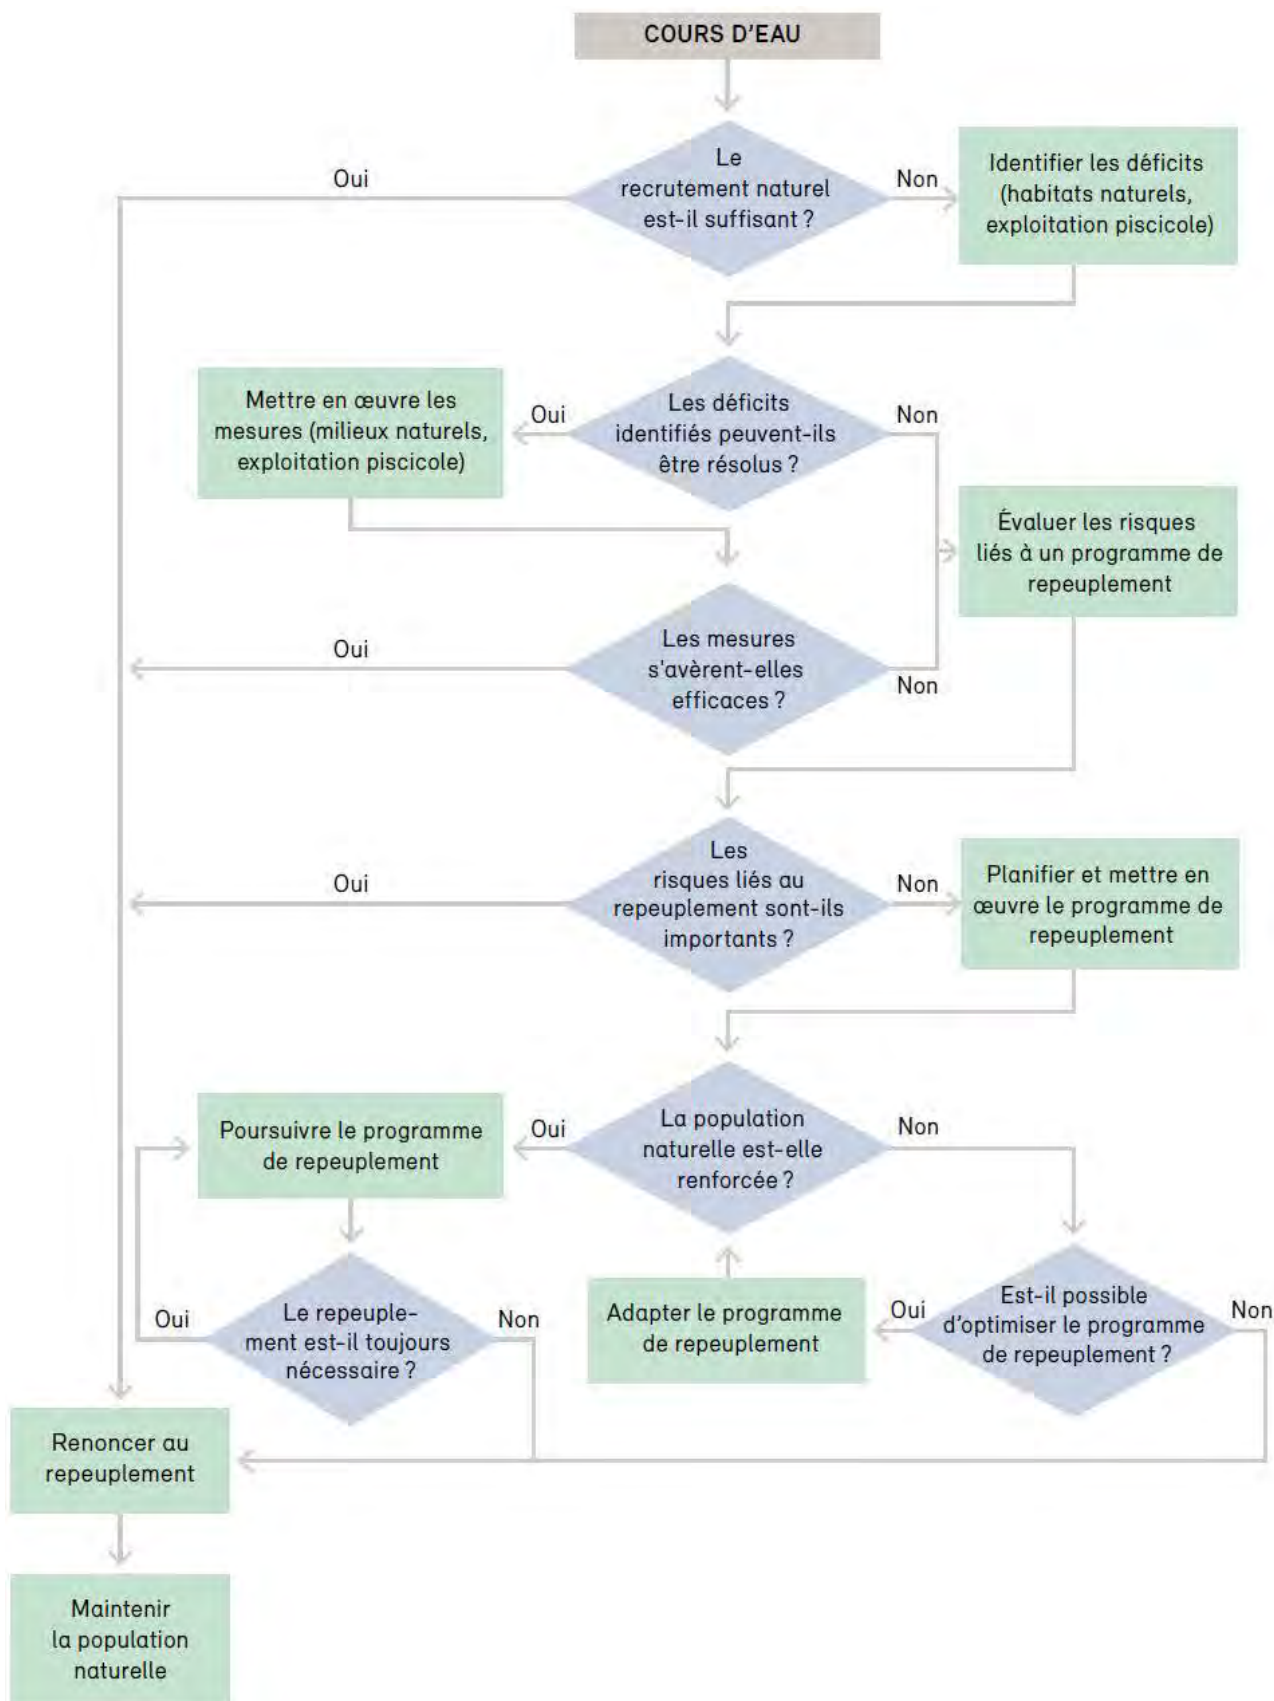 COURS D'EAU
Le
recrutement naturel
est-il suffisant ?
Oui
Non
Identifier les déficits
(habitats naturels,
exploitation piscicole)
Les déficits
identifiés peuvent-ils
être résolus ?
Oui
Non
Mettre en œuvre les
mesures (milieux naturels,
exploitation piscicole)
Évaluer les risques
liés à un programme de
repeuplement
Les mesures
s'avèrent-elles
efficaces ?
Oui
Non
Les
risques liés au
repeuplement sont-ils
importants ?
Oui
Non
Planifier et mettre en
œuvre le programme de
repeuplement
La population
naturelle est-elle
renforcée ?
Oui
Non
Poursuivre le programme
de repeuplement
Le repeuple-
ment est-il toujours
nécessaire ?
Oui
Non
Adapter le programme
de repeuplement
Est-il possible
d'optimiser le programme
de repeuplement ?
Oui
Non
Renoncer au
repeuplement
Maintenir
la population
naturelle